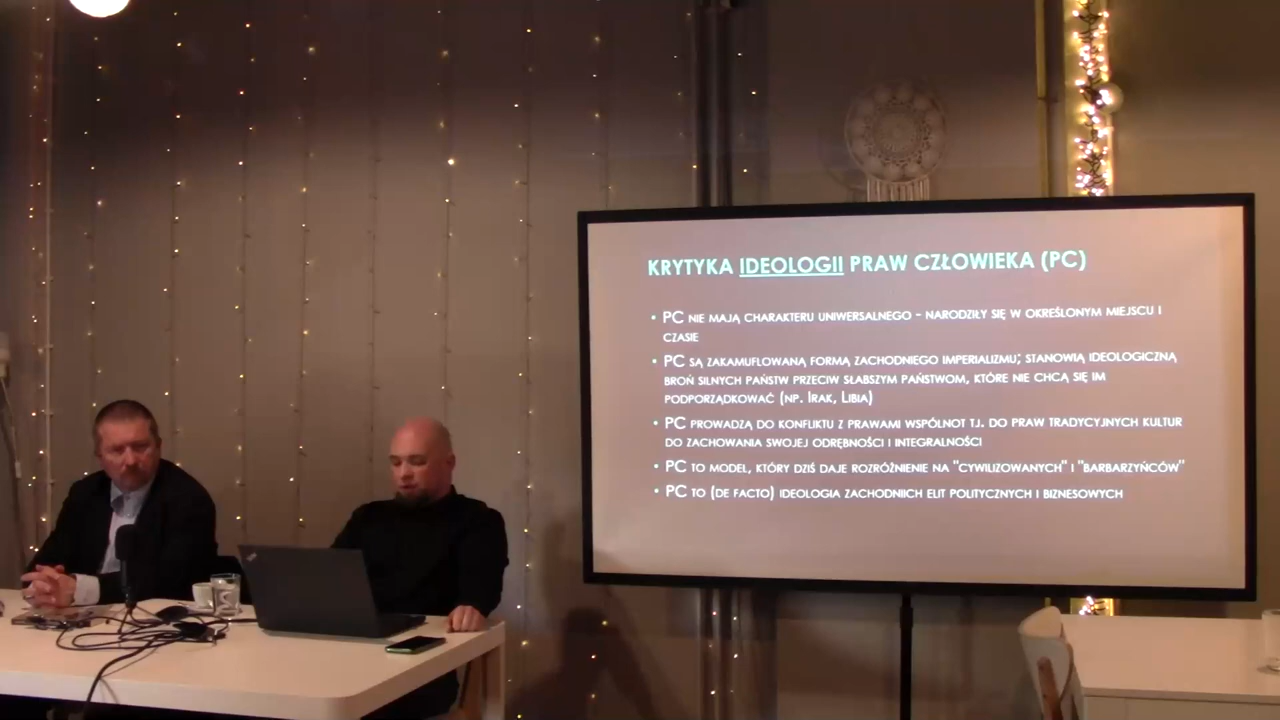 KRYTYKA IDEOLOGII PRAW CZŁOWIEKA (PC)
• PC NIE MAJĄ CHARAKTERU UNIWERSALNEGO - NARODZIŁY SIĘ W OKREŚLONYM MIEJSCU I
CZASIE
• PC SĄ ZAKAMUFLOWANĄ FORMĄ ZACHODNIEGO IMPERIALIZMU; STANOWIĄ IDEOLOGICZNĄ
BROŃ SILNYCH PAŃSTW PRZECIW SŁABSZYM PAŃSTWOM, KTÓRE NIE CHCĄ SIĘ IM
PODPORZĄDKOWAĆ (NP. IRAK, LIBIA)
• PC PROWADZĄ DO KONFLIKTU Z PRAWAMI WSPÓLNOT TJ. DO PRAW TRADYCYJNYCH KULTUR
DO ZACHOWANIA SWOJEJ ODRĘBNOŚCI I INTEGRALNOŚCI
• PC TO MODEL, KTÓRY DZIŚ DAJE ROZRÓŻNIENIE NA "CYWILIZOWANYCH" I "BARBARZYŃCÓW"
• PC TO (DE FACTO) IDEOLOGIA ZACHODNIICH ELIT POLITYCZNYCH I BIZNESOWYCH